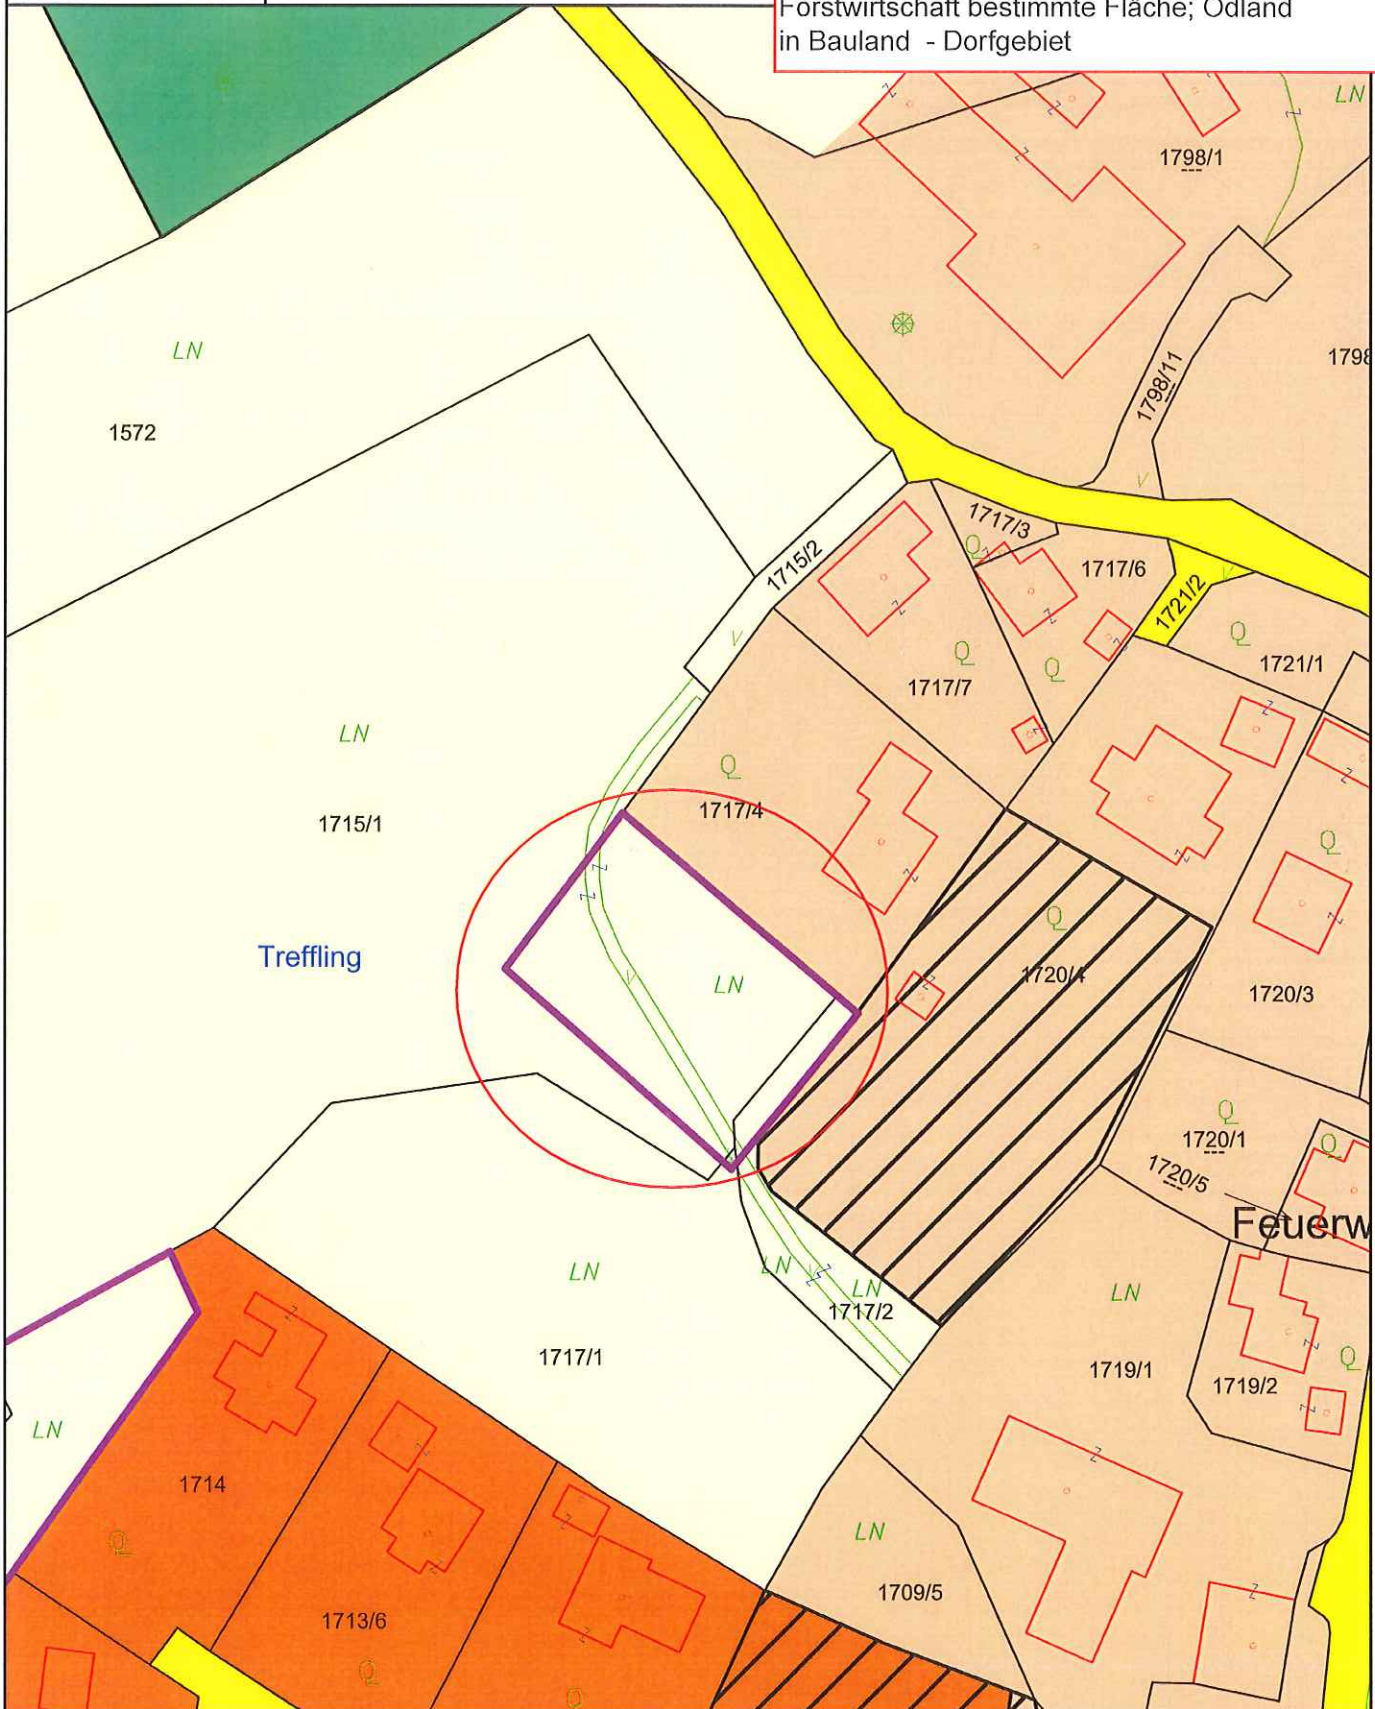 Forstwirtschaft bestimmte Fläche; Ödland
in Bauland - Dorfgebiet
LN
1798/1
LN
1572
1798/11
1798
1717/3
1715/2
1717/6
1721/2
1721/1
1717/7
LN
1717/4
1715/1
Treffling
LN
1720/4
1720/3
1720/1
1720/5
Feuerw
LN
LN
LN
1717/2
LN
1717/1
1719/1
1719/2
LN
1714
LN
1709/5
1713/6